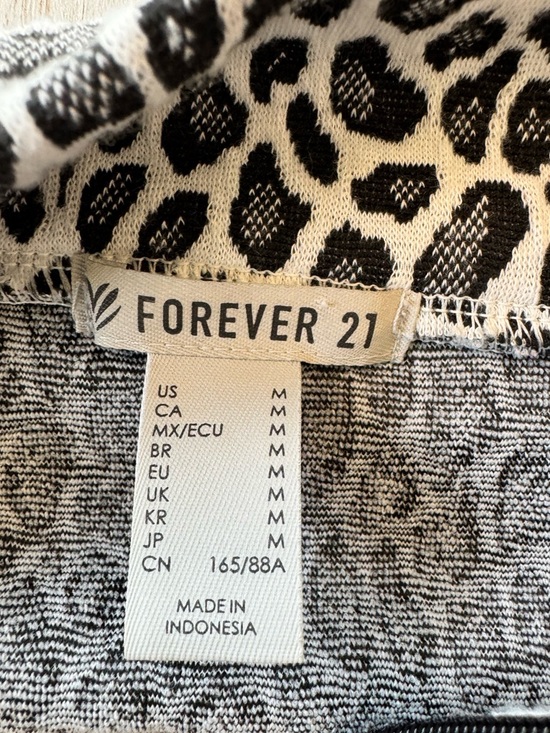 FOREVER 21
US M
CA M
MX/ECU M
BR M
EU M
UK M
KR M
JP M
CN 165/88A
MADE IN
INDONESIA